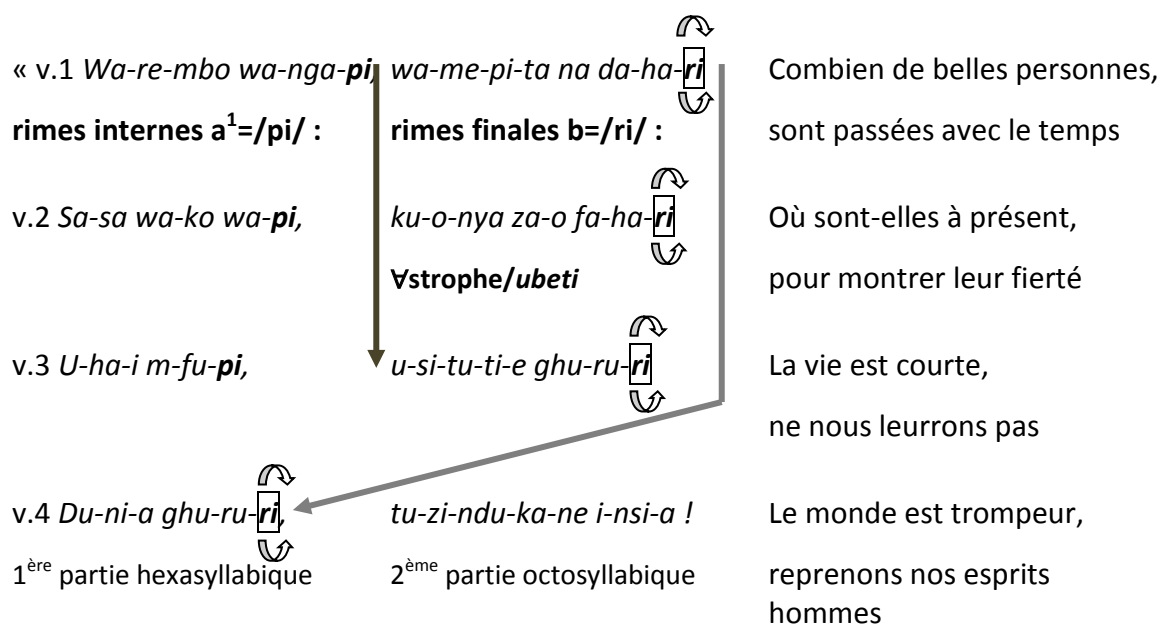 « v.1 Wa-re-mbo wa-nga-pi, wa-me-pi-ta na da-ha-ri Combien de belles personnes,
rimes internes a¹=/pi/ : rimes finales b=/ri/ : sont passées avec le temps
v.2 Sa-sa wa-ko wa-pi, ku-o-nya za-o fa-ha-ri Où sont-elles à présent,
∀strophe/ubeti pour montrer leur fierté
v.3 U-ha-i m-fu-pi, u-si-tu-ti-e ghu-ru-ri La vie est courte,
ne nous leurrons pas
v.4 Du-ni-a ghu-ru-ri, tu-zi-ndu-ka-ne i-nsi-a ! Le monde est trompeur,
1ère partie hexasyllabique 2ème partie octosyllabique reprenons nos esprits
hommes